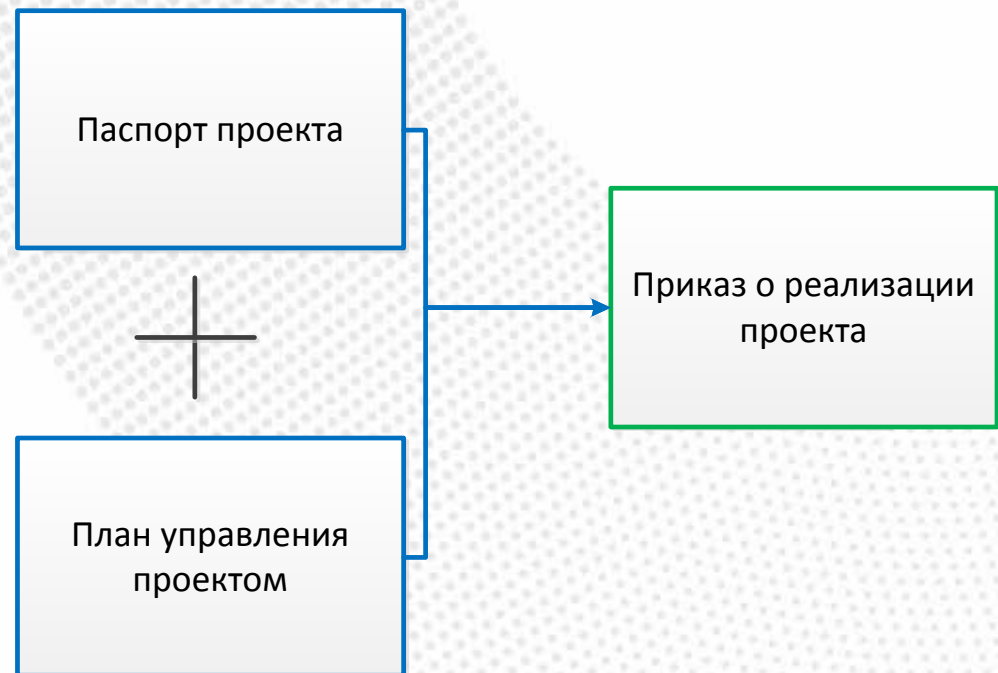 Паспорт проекта
Приказ о реализации
проекта
План управления
проектом